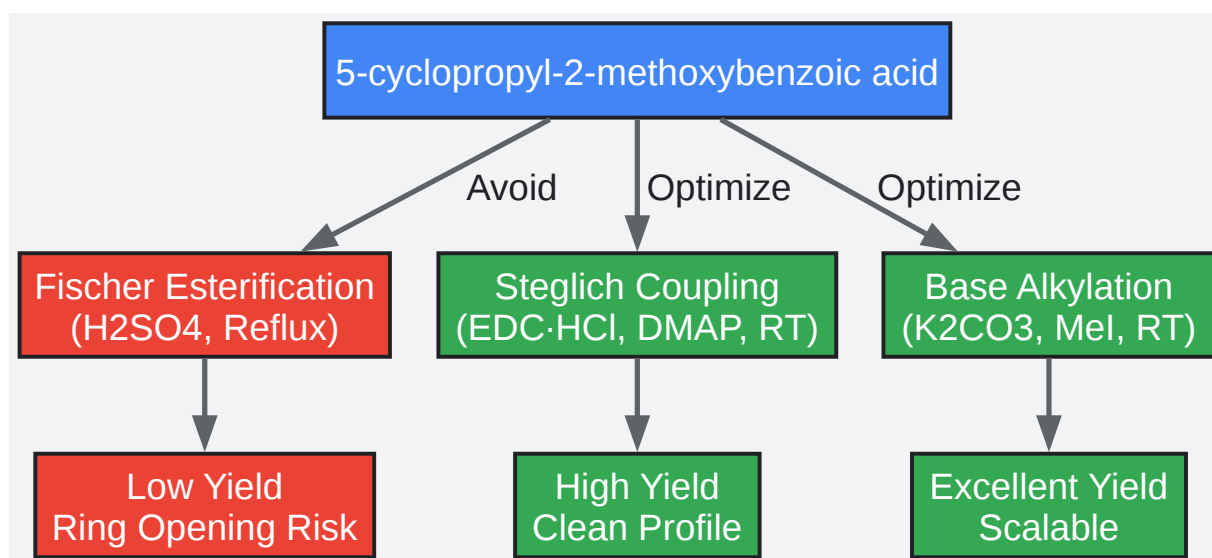 5-cyclopropyl-2-methoxybenzoic acid
Avoid
Optimize
Optimize
Fischer Esterification
(H2SO4, Reflux)
Steglich Coupling
(EDC·HCl, DMAP, RT)
Base Alkylation
(K2CO3, MeI, RT)
Low Yield
Ring Opening Risk
High Yield
Clean Profile
Excellent Yield
Scalable